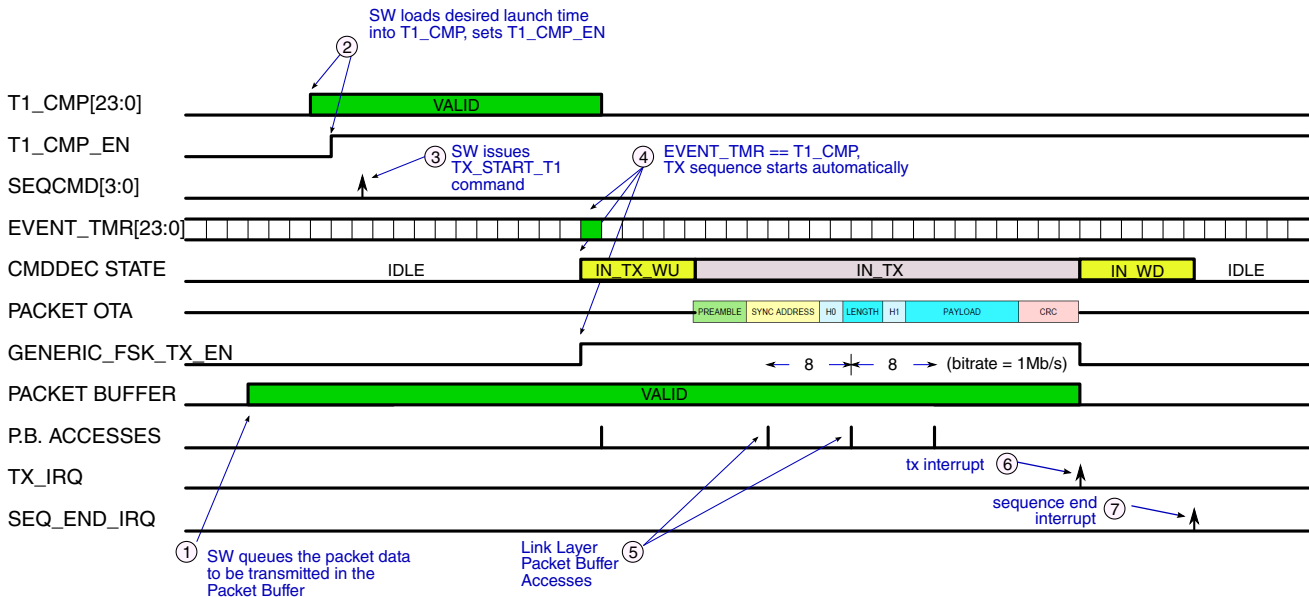 SW loads desired launch time
into T1_CMP, sets T1_CMP_EN
2
T1_CMP[23:0]
VALID
T1_CMP_EN
3
SW issues
TX_START_T1
command
4
EVENT_TMR == T1_CMP,
TX sequence starts automatically
SEQCMD[3:0]
EVENT_TMR[23:0]
CMDDEC STATE
IDLE
IN_TX_WU
IN_TX
IN_WD
IDLE
PACKET OTA
PREAMBLE
SYNC ADDRESS
H0
LENGTH
H1
PAYLOAD
CRC
GENERIC_FSK_TX_EN
8
8
(bitrate = 1Mb/s)
PACKET BUFFER
VALID
P.B. ACCESSES
TX_IRQ
tx interrupt
6
SEQ_END_IRQ
sequence end
interrupt
7
1
SW queues the packet data
to be transmitted in the
Packet Buffer
Link Layer
Packet Buffer
Accesses
5